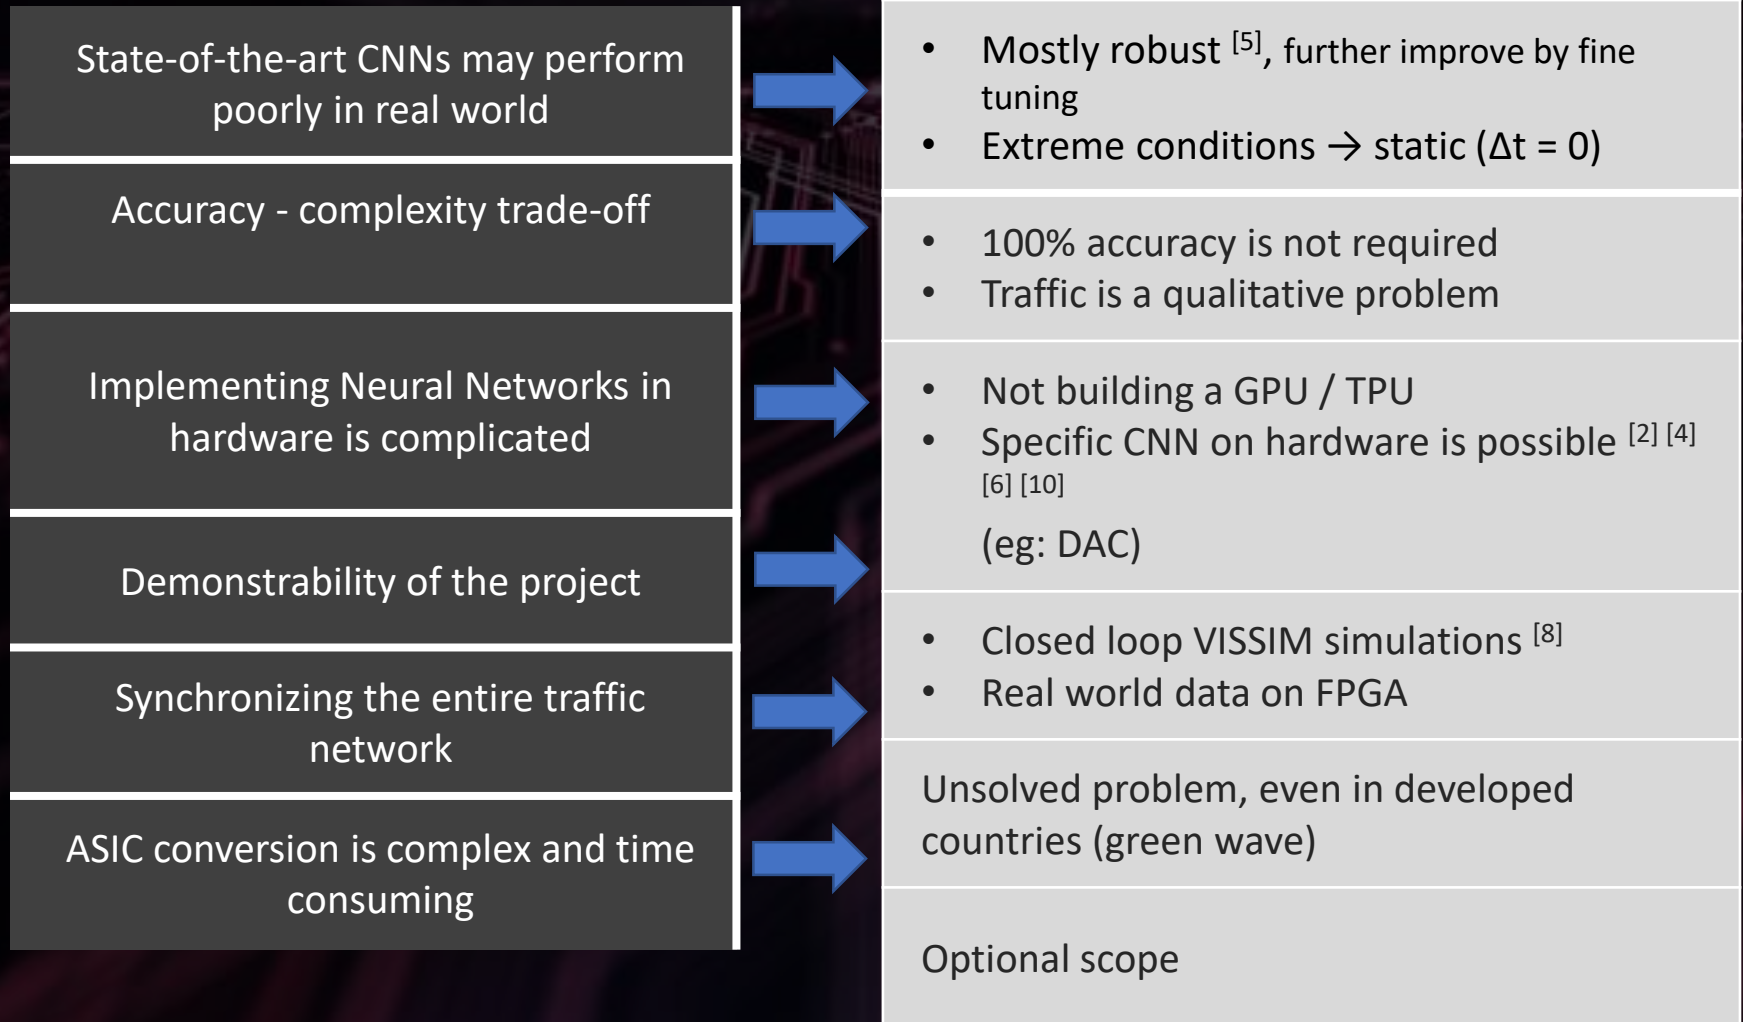 State-of-the-art CNNs may perform
poorly in real world
• Mostly robust [5], further improve by fine
tuning
• Extreme conditions → static (Δt = 0)
Accuracy - complexity trade-off
• 100% accuracy is not required
• Traffic is a qualitative problem
Implementing Neural Networks in
hardware is complicated
• Not building a GPU / TPU
• Specific CNN on hardware is possible [2] [4]
[6] [10]
(eg: DAC)
Demonstrability of the project
• Closed loop VISSIM simulations [8]
• Real world data on FPGA
Synchronizing the entire traffic
network
Unsolved problem, even in developed
countries (green wave)
ASIC conversion is complex and time
consuming
Optional scope